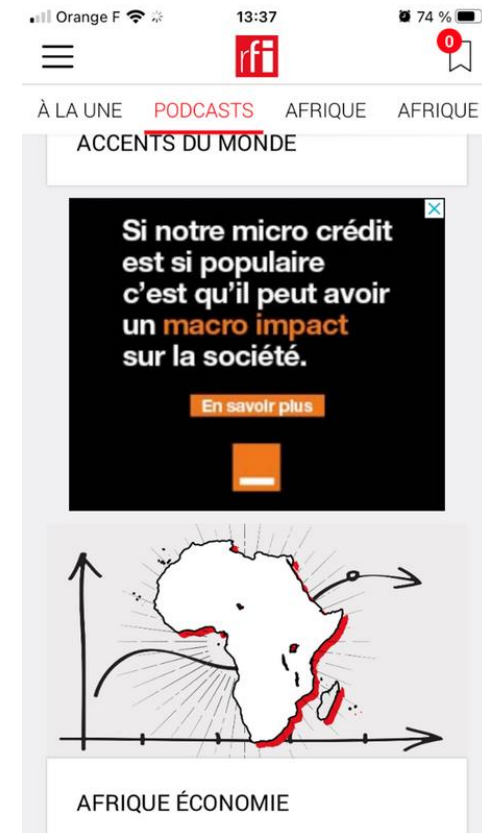 Orange F 13:37 74 %
rfi 0
À LA UNE PODCASTS AFRIQUE AFRIQUE
ACCENTS DU MONDE
Si notre micro crédit
est si populaire
c'est qu'il peut avoir
un macro impact
sur la société.
En savoir plus
AFRIQUE ÉCONOMIE